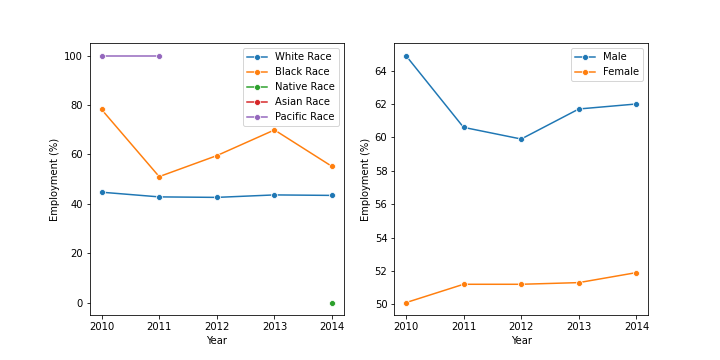 100
80
60
40
20
0
Employment (%)
2010 2011 2012 2013 2014
Year
White Race
Black Race
Native Race
Asian Race
Pacific Race
64
62
60
58
56
54
52
50
Employment (%)
2010 2011 2012 2013 2014
Year
Male
Female